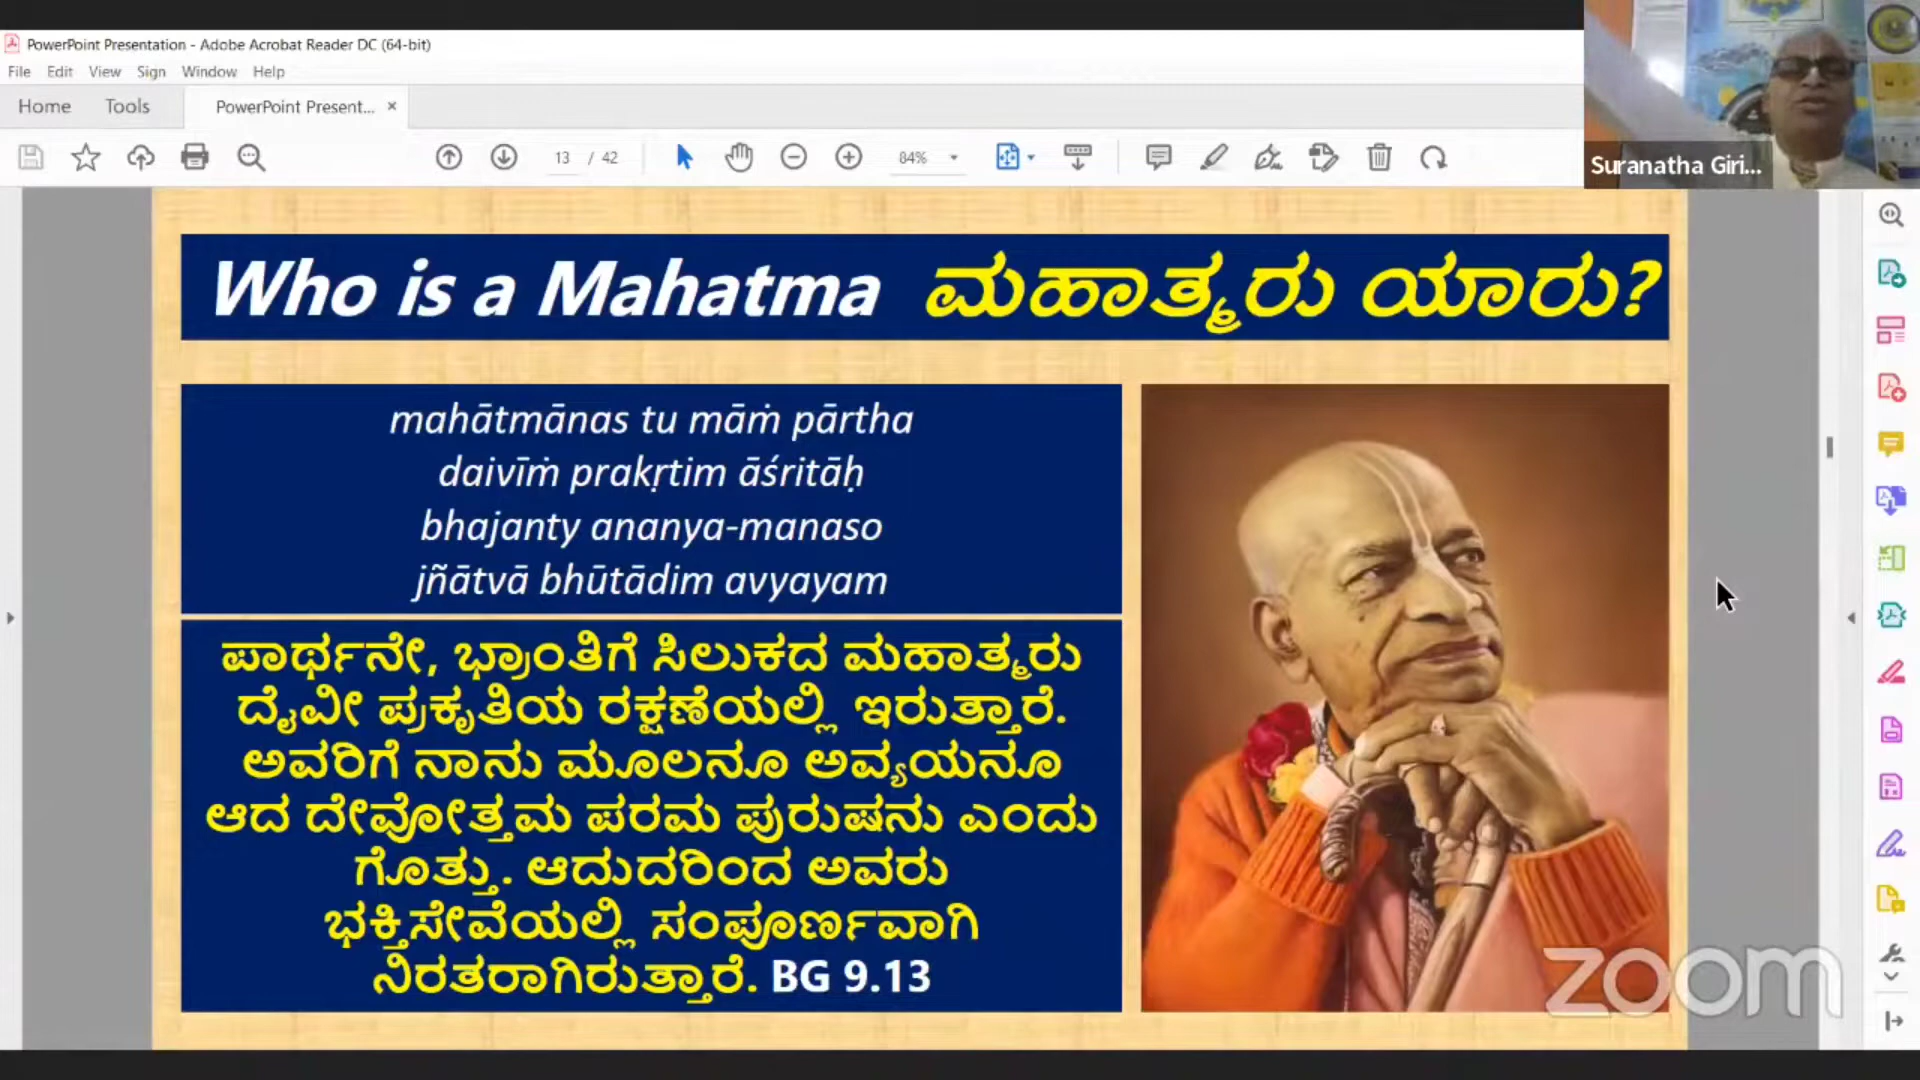 PowerPoint Presentation - Adobe Acrobat Reader DC (64-bit)
File Edit View Sign Window Help
Home Tools PowerPoint Present... ×
13 / 42 84%
Suranatha Giri...
Who is a Mahatma ಮಹಾತ್ಮರು ಯಾರು?
mahātmānas tu māṁ pārtha
daivīṁ prakṛtim āśritāḥ
bhajanty ananya-manaso
jñātvā bhūtādim avyayam
ಪಾರ್ಥನೇ, ಭ್ರಾಂತಿಗೆ ಸಿಲುಕದ ಮಹಾತ್ಮರು
ದೈವೀ ಪ್ರಕೃತಿಯ ರಕ್ಷಣೆಯಲ್ಲಿ ಇರುತ್ತಾರೆ.
ಅವರಿಗೆ ನಾನು ಮೂಲನೂ ಅವ್ಯಯನೂ
ಆದ ದೇವೋತ್ತಮ ಪರಮ ಪುರುಷನು ಎಂದು
ಗೊತ್ತು. ಆದುದರಿಂದ ಅವರು
ಭಕ್ತಿಸೇವೆಯಲ್ಲಿ ಸಂಪೂರ್ಣವಾಗಿ
ನಿರತರಾಗಿರುತ್ತಾರೆ. BG 9.13
zoom